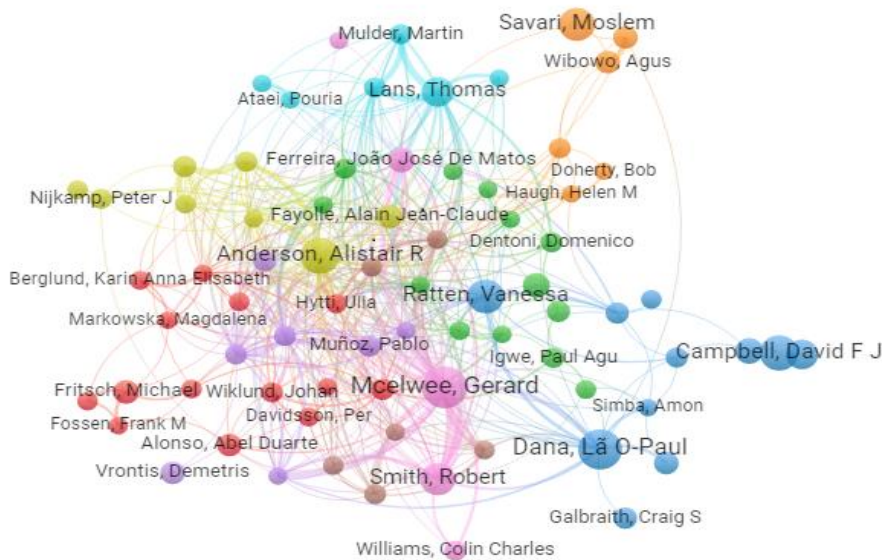 Savari, Moslem
Mulder, Martin
Wibowo, Agus
Lans, Thomas
Ataei, Pouria
Ferreira, João José De Matos
Doherty, Bob
Nijkamp, Peter J
Haugh, Helen M
Fayolle, Alain Jean-Claude
Dentoni, Domenico
Anderson, Alistair R
Berglund, Karin Anna Elisabeth
Ratten, Vanessa
Hytti, Ulla
Markowska, Magdalena
Muñoz, Pablo
Igwe, Paul Agu
Campbell, David F J
Mcelwee, Gerard
Fritsch, Michael
Wiklund, Johan
Simba, Amon
Davidsson, Per
Fossen, Frank M
Alonso, Abel Duarte
Dana, Lã O-Paul
Vrontis, Demetris
Smith, Robert
Galbraith, Craig S
Williams, Colin Charles